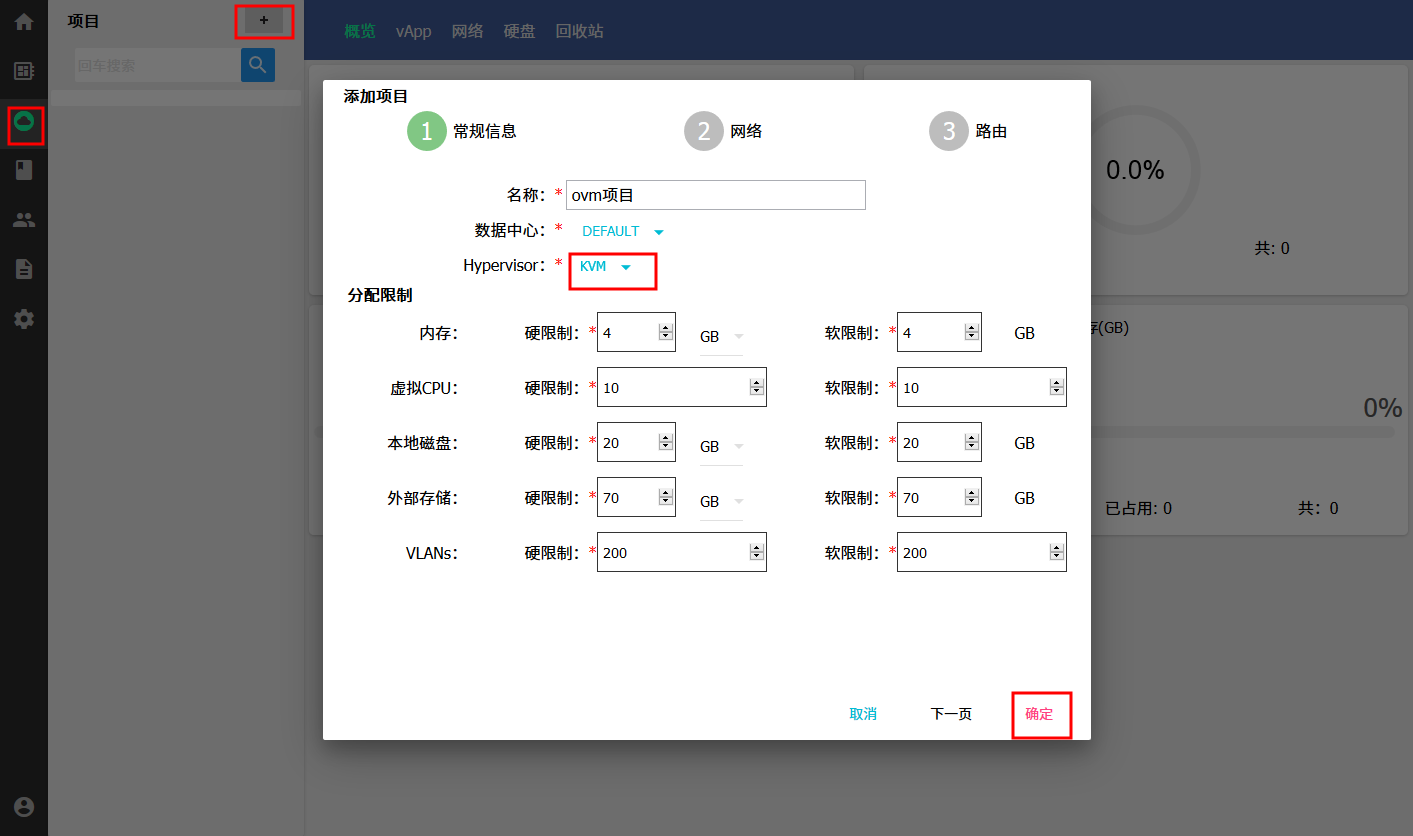 项目
+
回车搜索
概览 vApp 网络 硬盘 回收站
添加项目
1 常规信息 2 网络 3 路由
名称：* ovm项目
数据中心：* DEFAULT
Hypervisor：* KVM
分配限制
内存： 硬限制：* 4 GB 软限制：* 4 GB
虚拟CPU： 硬限制：* 10 软限制：* 10
本地磁盘： 硬限制：* 20 GB 软限制：* 20 GB
外部存储： 硬限制：* 70 GB 软限制：* 70 GB
VLANs： 硬限制：* 200 软限制：* 200
取消 下一页 确定
0.0%
共: 0
存(GB)
0%
已占用: 0 共：0